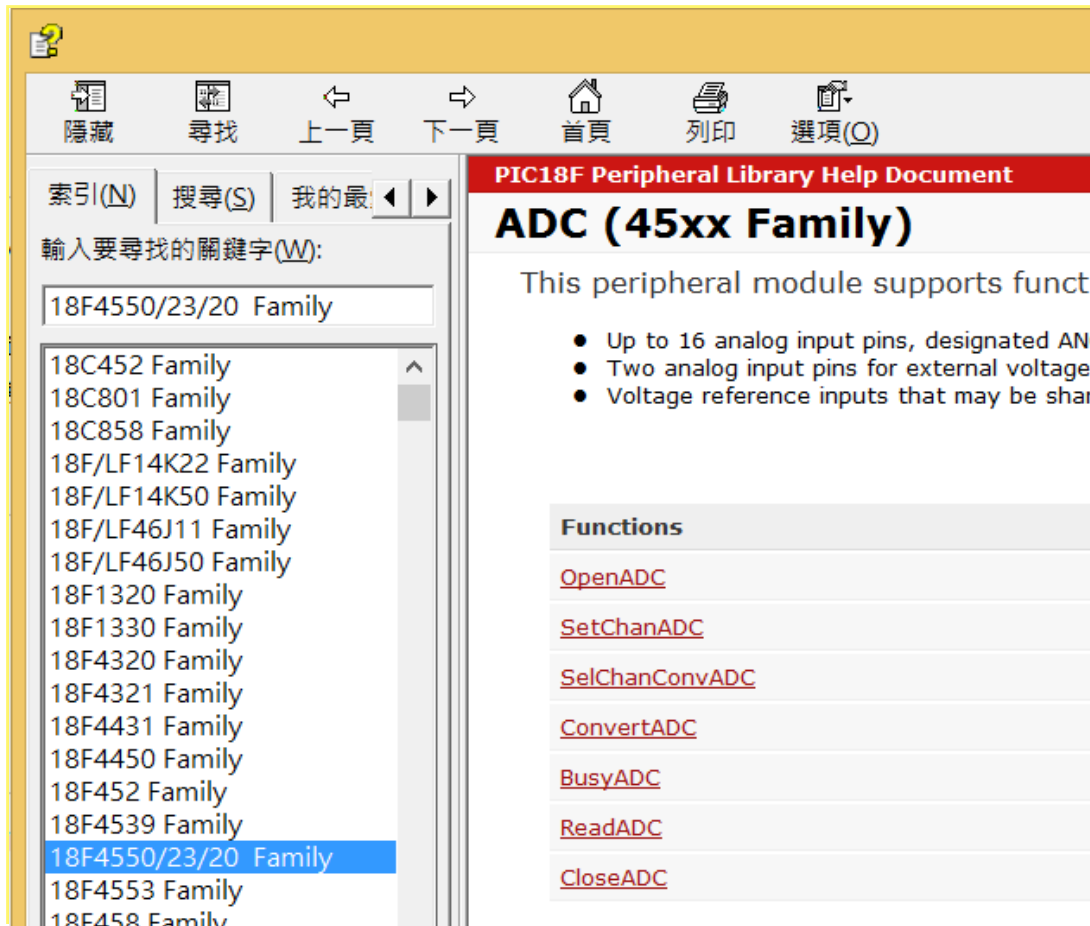 隱藏 尋找 上一頁 下一頁 首頁 列印 選項(O)
索引(N) 搜尋(S) 我的最
輸入要尋找的關鍵字(W):
18F4550/23/20 Family
18C452 Family
18C801 Family
18C858 Family
18F/LF14K22 Family
18F/LF14K50 Family
18F/LF46J11 Family
18F/LF46J50 Family
18F1320 Family
18F1330 Family
18F4320 Family
18F4321 Family
18F4431 Family
18F4450 Family
18F452 Family
18F4539 Family
18F4550/23/20 Family
18F4553 Family
18F458 Family
PIC18F Peripheral Library Help Document
ADC (45xx Family)
This peripheral module supports funct
● Up to 16 analog input pins, designated AN
● Two analog input pins for external voltage
● Voltage reference inputs that may be shar
Functions
OpenADC
SetChanADC
SelChanConvADC
ConvertADC
BusyADC
ReadADC
CloseADC